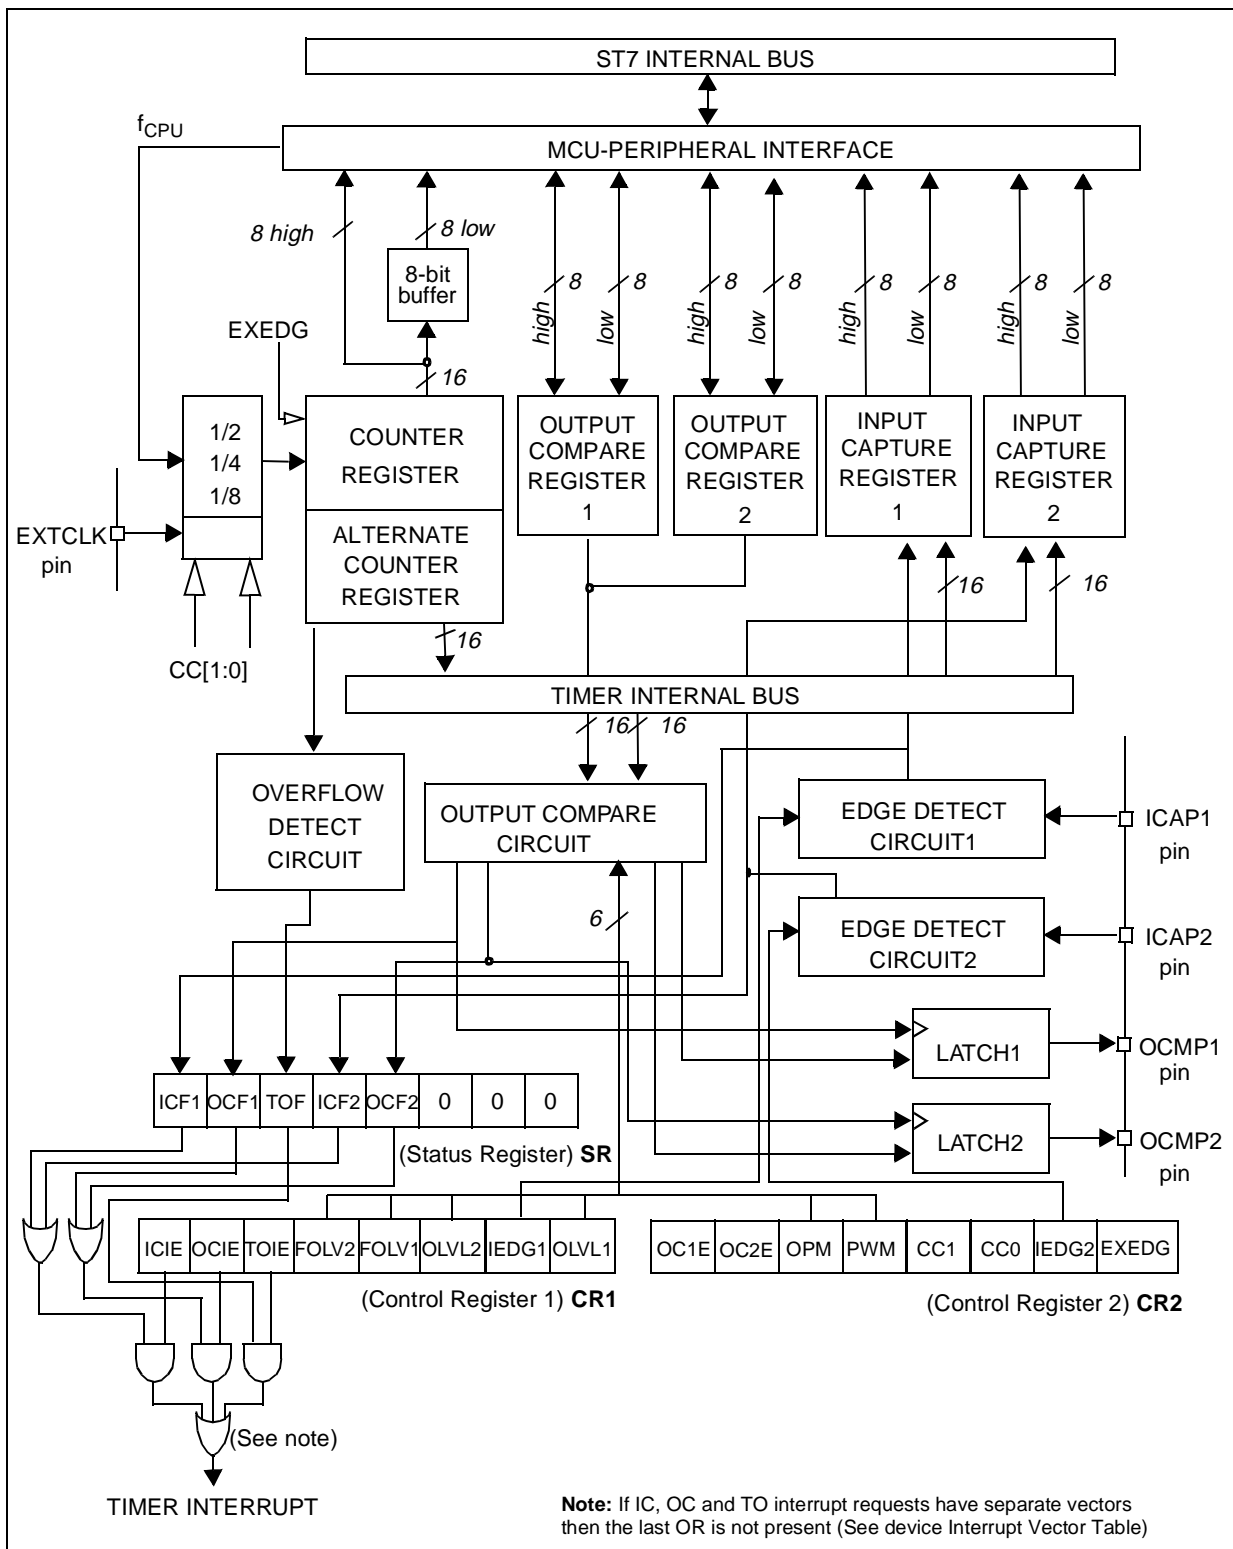 ST7 INTERNAL BUS
fCPU
MCU-PERIPHERAL INTERFACE
8 high
8 low
8-bit
buffer
8
8
8
8
8
8
8
8
high
low
high
low
high
low
high
low
EXEDG
16
1/2
1/4
1/8
COUNTER
REGISTER
OUTPUT
COMPARE
REGISTER
1
OUTPUT
COMPARE
REGISTER
2
INPUT
CAPTURE
REGISTER
1
INPUT
CAPTURE
REGISTER
2
EXTCLK
pin
ALTERNATE
COUNTER
REGISTER
16
16
16
CC[1:0]
TIMER INTERNAL BUS
16
16
OVERFLOW
DETECT
CIRCUIT
OUTPUT COMPARE
CIRCUIT
EDGE DETECT
CIRCUIT1
ICAP1
pin
6
EDGE DETECT
CIRCUIT2
ICAP2
pin
LATCH1
OCMP1
pin
ICF1 OCF1 TOF ICF2 OCF2 0 0 0
LATCH2
OCMP2
pin
(Status Register) SR
ICIE OCIE TOIE FOLV2 FOLV1 OLVL2 IEDG1 OLVL1
OC1E OC2E OPM PWM CC1 CC0 IEDG2 EXEDG
(Control Register 1) CR1
(Control Register 2) CR2
(See note)
TIMER INTERRUPT
Note: If IC, OC and TO interrupt requests have separate vectors
then the last OR is not present (See device Interrupt Vector Table)